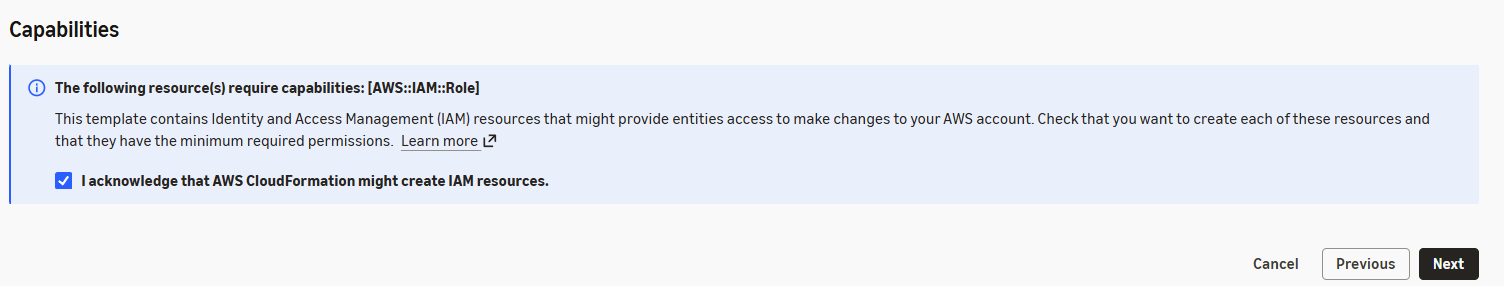 Capabilities
The following resource(s) require capabilities: [AWS::IAM::Role]
This template contains Identity and Access Management (IAM) resources that might provide entities access to make changes to your AWS account. Check that you want to create each of these resources and
that they have the minimum required permissions. Learn more
I acknowledge that AWS CloudFormation might create IAM resources.
Cancel Previous Next